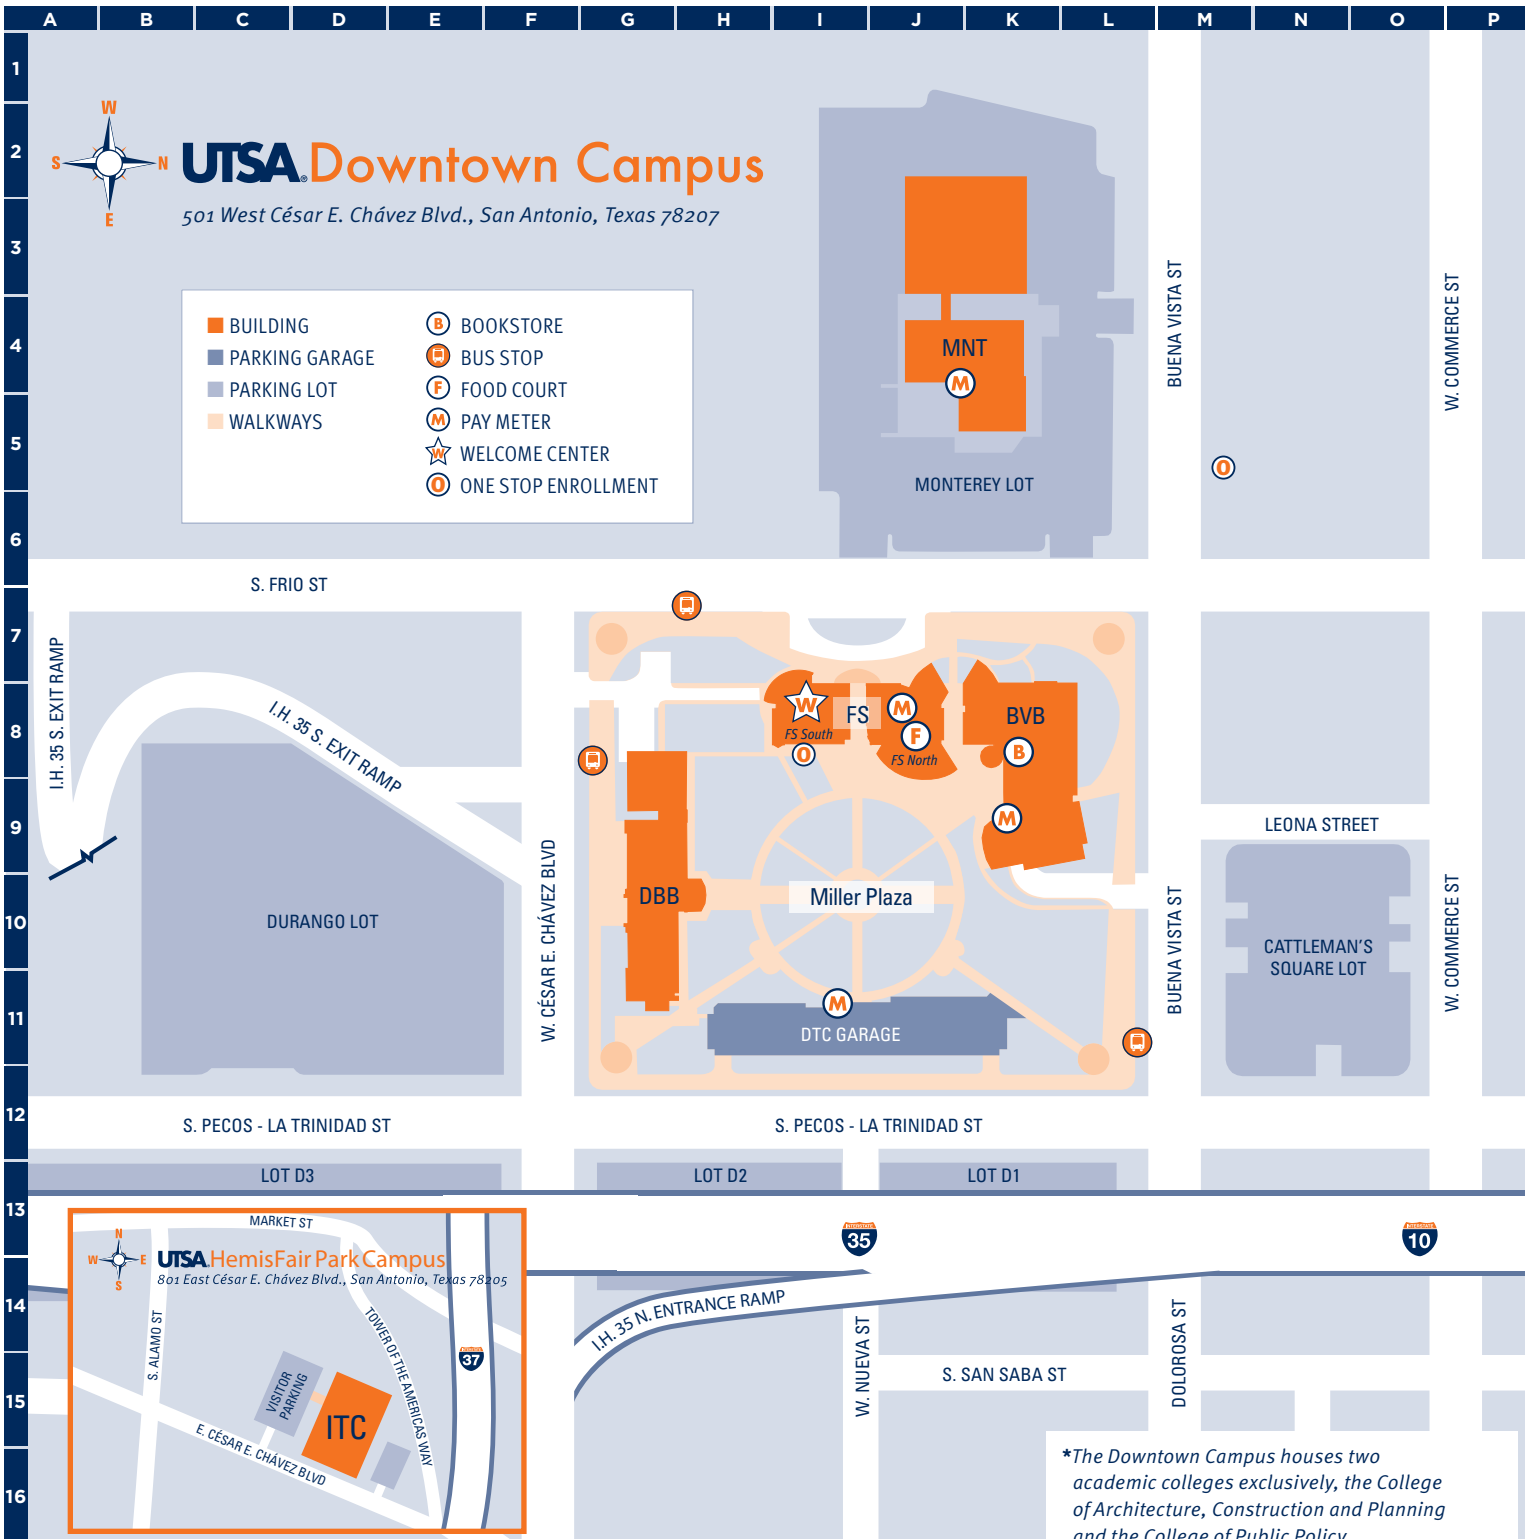 A B C D E F G H I J K L M N O P
1
2
3
4
5
6
7
8
9
10
11
12
13
14
15
16
W
S N
E
UTSA® Downtown Campus
501 West César E. Chávez Blvd., San Antonio, Texas 78207
BUILDING
PARKING GARAGE
PARKING LOT
WALKWAYS
B BOOKSTORE
BUS STOP
F FOOD COURT
M PAY METER
W WELCOME CENTER
O ONE STOP ENROLLMENT
MNT
M
MONTEREY LOT
BUENA VISTA ST
W. COMMERCE ST
O
S. FRIO ST
I.H. 35 S. EXIT RAMP
I.H. 35 S. EXIT RAMP
W
FS
M
F
FS South
FS North
O
BVB
B
M
LEONA STREET
DURANGO LOT
W. CÉSAR E. CHÁVEZ BLVD
DBB
Miller Plaza
BUENA VISTA ST
CATTLEMAN'S
SQUARE LOT
W. COMMERCE ST
M
DTC GARAGE
S. PECOS - LA TRINIDAD ST
S. PECOS - LA TRINIDAD ST
LOT D3
LOT D2
LOT D1
INTERSTATE
35
INTERSTATE
10
MARKET ST
N
W E
S
UTSA HemisFair Park Campus
801 East César E. Chávez Blvd., San Antonio, Texas 78205
S. ALAMO ST
TOWER OF THE AMERICAS WAY
37
VISITOR
PARKING
ITC
E. CÉSAR E. CHÁVEZ BLVD
I.H. 35 N. ENTRANCE RAMP
W. NUEVA ST
S. SAN SABA ST
DOLOROSA ST
*The Downtown Campus houses two
academic colleges exclusively, the College
of Architecture, Construction and Planning
and the College of Public Policy